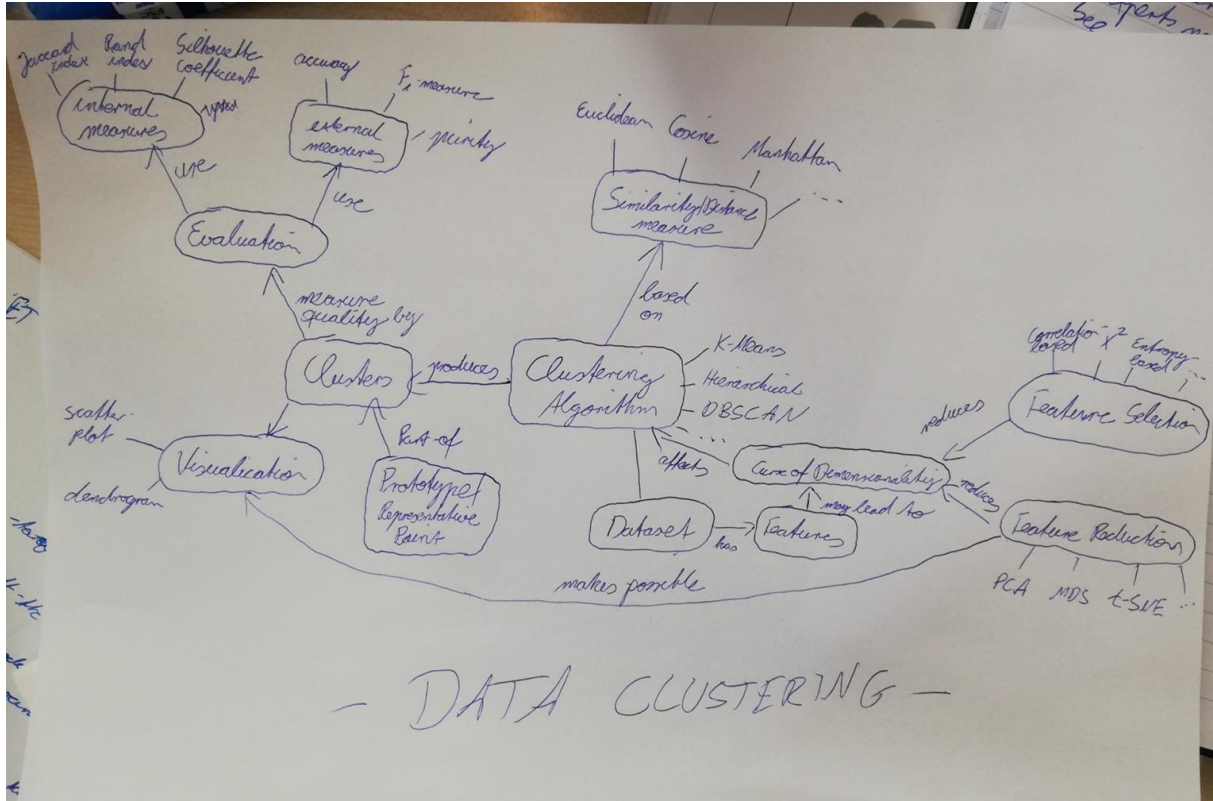 Experts
See
Jaccard
index
Rand
index
Silhouette
coefficient
internal
measures
accuracy
F₁-measure
purity
external
measures
use
use
Evaluation
measure
quality by
Clusters
produces
Clustering
Algorithm
Euclidean
Cosine
Manhattan
...
Similarity/Distance
measure
based
on
K-Means
Hierarchical
DBSCAN
...
affects
Curse of Dimensionality
reduces
Correlation-
based
X²
Entropy
based
...
Feature Selection
reduces
Feature Reduction
PCA
MDS
t-SNE
...
may lead to
Dataset
has
Features
Part-of
Prototype/
Representative
Point
scatter-
plot
dendrogram
makes possible
- DATA CLUSTERING -